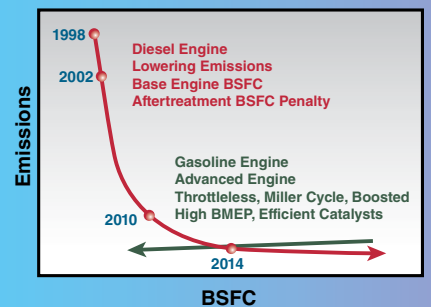 1998
Diesel Engine
Lowering Emissions
2002
Base Engine BSFC
Aftertreatment BSFC Penalty
Emissions
Gasoline Engine
Advanced Engine
Throttleless, Miller Cycle, Boosted
High BMEP, Efficient Catalysts
2010
2014
BSFC